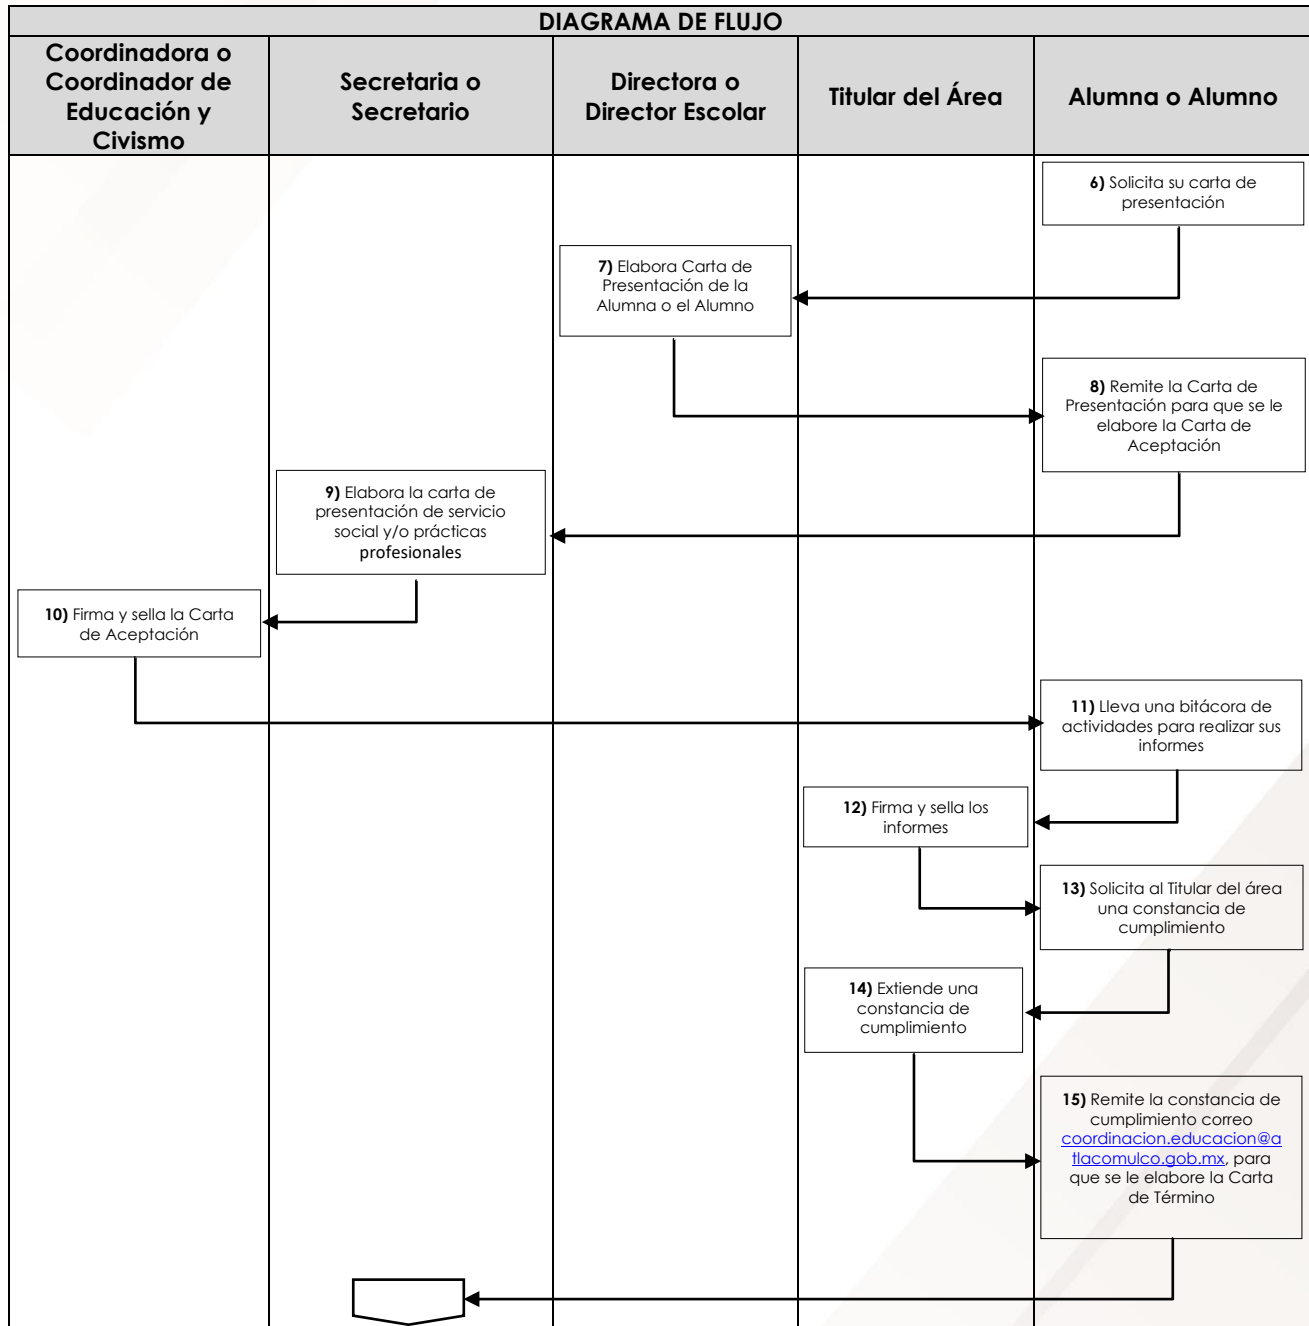 DIAGRAMA DE FLUJO
Coordinadora o
Coordinador de
Educación y
Civismo
Secretaria o
Secretario
Directora o
Director Escolar
Titular del Área
Alumna o Alumno
6) Solicita su carta de
presentación
7) Elabora Carta de
Presentación de la
Alumna o el Alumno
8) Remite la Carta de
Presentación para que se le
elabore la Carta de
Aceptación
9) Elabora la carta de
presentación de servicio
social y/o prácticas
profesionales
10) Firma y sella la Carta
de Aceptación
11) Lleva una bitácora de
actividades para realizar sus
informes
12) Firma y sella los
informes
13) Solicita al Titular del área
una constancia de
cumplimiento
14) Extiende una
constancia de
cumplimiento
15) Remite la constancia de
cumplimiento correo
coordinacion.educacion@a
tlacomulco.gob.mx, para
que se le elabore la Carta
de Término